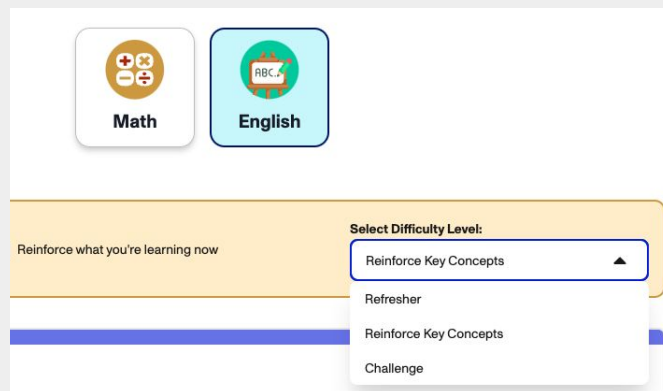 ABC
Math
English
Select Difficulty Level:
Reinforce what you're learning now
Reinforce Key Concepts
Refresher
Reinforce Key Concepts
Challenge